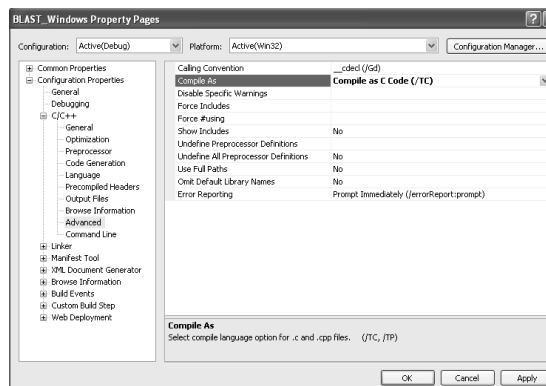 BLAST_Windows Property Pages
Configuration: Active(Debug) Platform: Active(Win32) Configuration Manager...
Common Properties
Configuration Properties
General
Debugging
C/C++
General
Optimization
Preprocessor
Code Generation
Language
Precompiled Headers
Output Files
Browse Information
Advanced
Command Line
Linker
Manifest Tool
XML Document Generator
Browse Information
Build Events
Custom Build Step
Web Deployment
Calling Convention __cded (/Gd)
Compile As Compile as C Code (/TC)
Disable Specific Warnings
Force Includes
Force #using
Show Includes No
Undefine Preprocessor Definitions
Undefine All Preprocessor Definitions No
Use Full Paths No
Omit Default Library Names No
Error Reporting Prompt Immediately (/errorReport:prompt)
Compile As
Select compile language option for .c and .cpp files. (/TC, /TP)
OK Cancel Apply